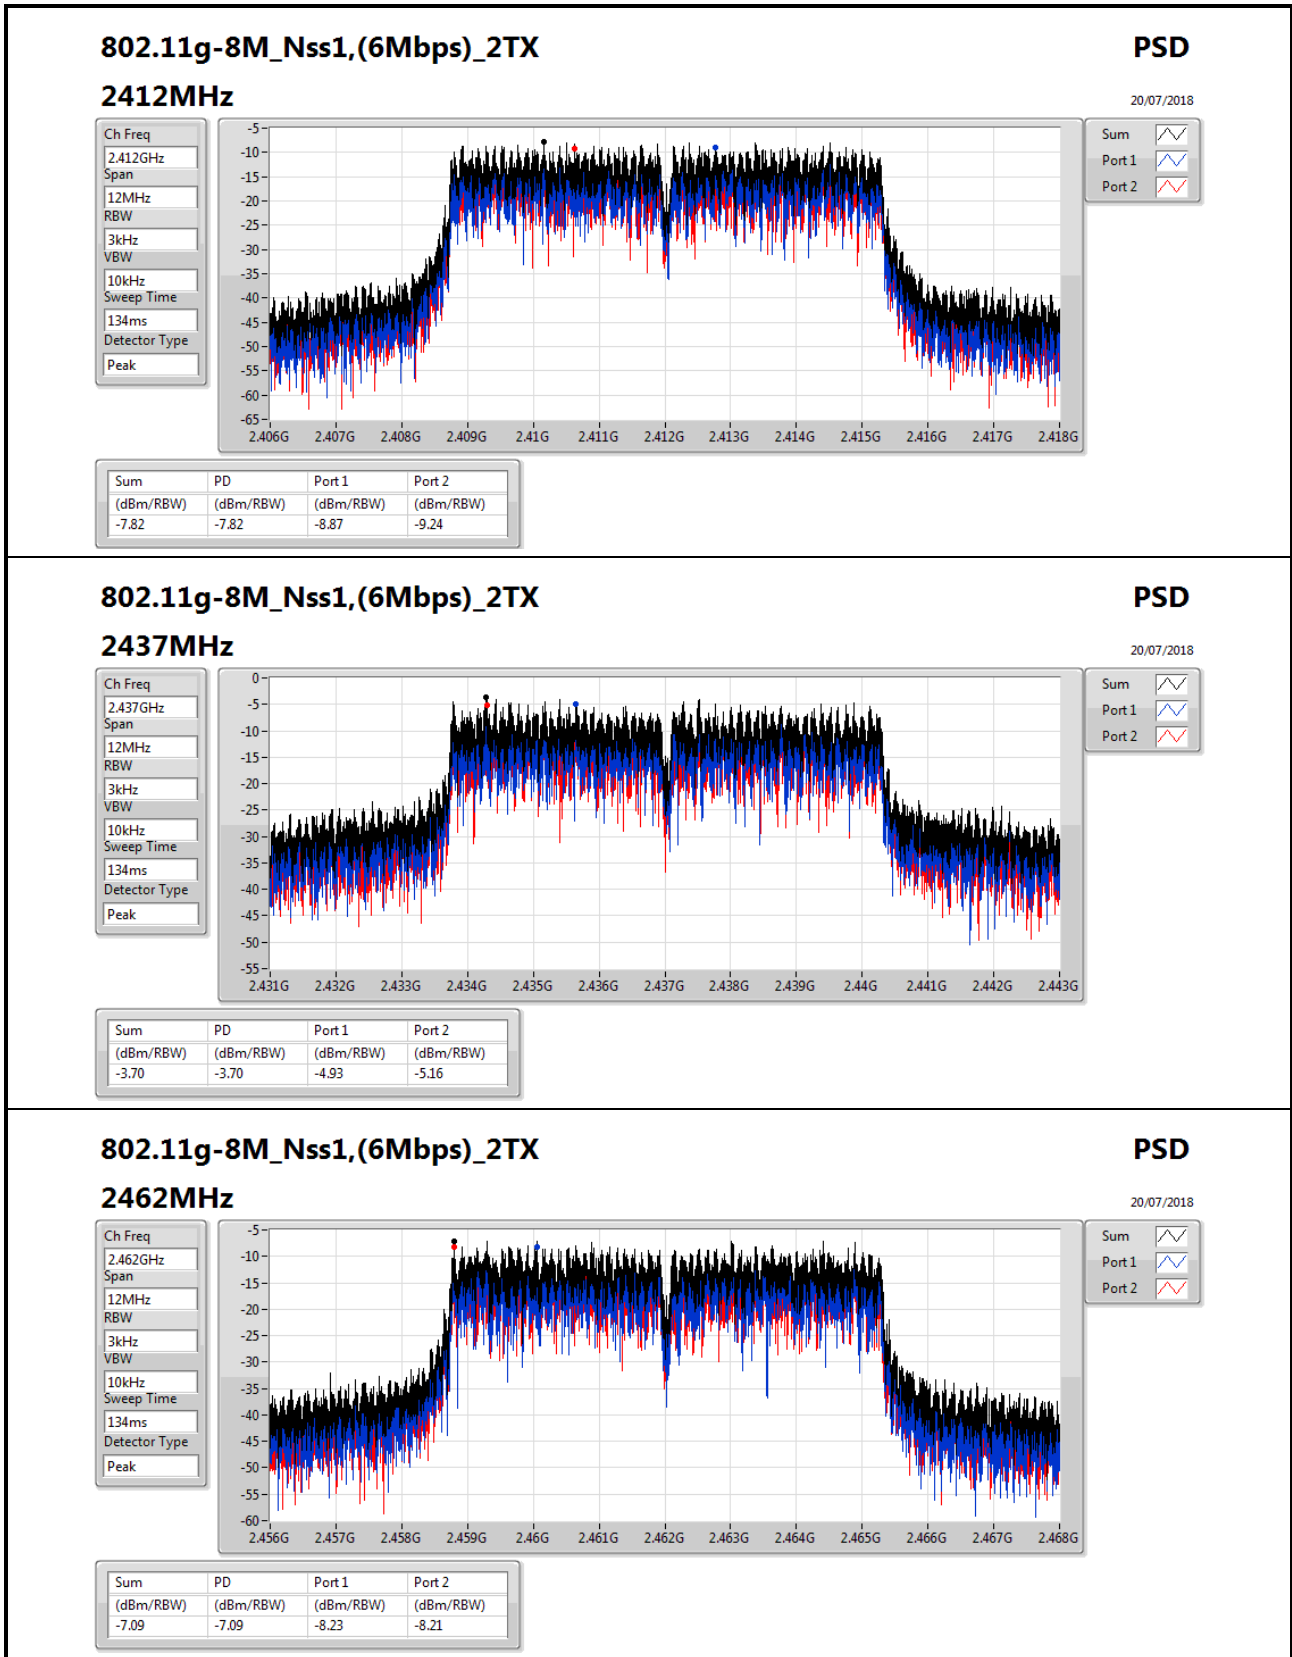 802.11g-8M_Nss1,(6Mbps)_2TX PSD
2412MHz 20/07/2018
Ch Freq
2.412GHz
Span
12MHz
RBW
3kHz
VBW
10kHz
Sweep Time
134ms
Detector Type
Peak
-5
-10
-15
-20
-25
-30
-35
-40
-45
-50
-55
-60
-65
2.406G 2.407G 2.408G 2.409G 2.41G 2.411G 2.412G 2.413G 2.414G 2.415G 2.416G 2.417G 2.418G
Sum
Port 1
Port 2
Sum PD Port 1 Port 2
(dBm/RBW) (dBm/RBW) (dBm/RBW) (dBm/RBW)
-7.82 -7.82 -8.87 -9.24
802.11g-8M_Nss1,(6Mbps)_2TX PSD
2437MHz 20/07/2018
Ch Freq
2.437GHz
Span
12MHz
RBW
3kHz
VBW
10kHz
Sweep Time
134ms
Detector Type
Peak
0
-5
-10
-15
-20
-25
-30
-35
-40
-45
-50
-55
2.431G 2.432G 2.433G 2.434G 2.435G 2.436G 2.437G 2.438G 2.439G 2.44G 2.441G 2.442G 2.443G
Sum
Port 1
Port 2
Sum PD Port 1 Port 2
(dBm/RBW) (dBm/RBW) (dBm/RBW) (dBm/RBW)
-3.70 -3.70 -4.93 -5.16
802.11g-8M_Nss1,(6Mbps)_2TX PSD
2462MHz 20/07/2018
Ch Freq
2.462GHz
Span
12MHz
RBW
3kHz
VBW
10kHz
Sweep Time
134ms
Detector Type
Peak
-5
-10
-15
-20
-25
-30
-35
-40
-45
-50
-55
-60
2.456G 2.457G 2.458G 2.459G 2.46G 2.461G 2.462G 2.463G 2.464G 2.465G 2.466G 2.467G 2.468G
Sum
Port 1
Port 2
Sum PD Port 1 Port 2
(dBm/RBW) (dBm/RBW) (dBm/RBW) (dBm/RBW)
-7.09 -7.09 -8.23 -8.21